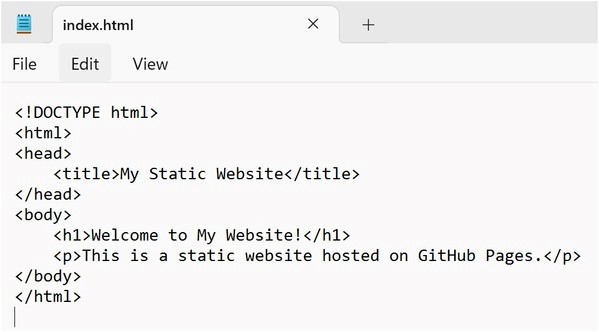 index.html
File Edit View
<!DOCTYPE html>
<html>
<head>
    <title>My Static Website</title>
</head>
<body>
    <h1>Welcome to My Website!</h1>
    <p>This is a static website hosted on GitHub Pages.</p>
</body>
</html>